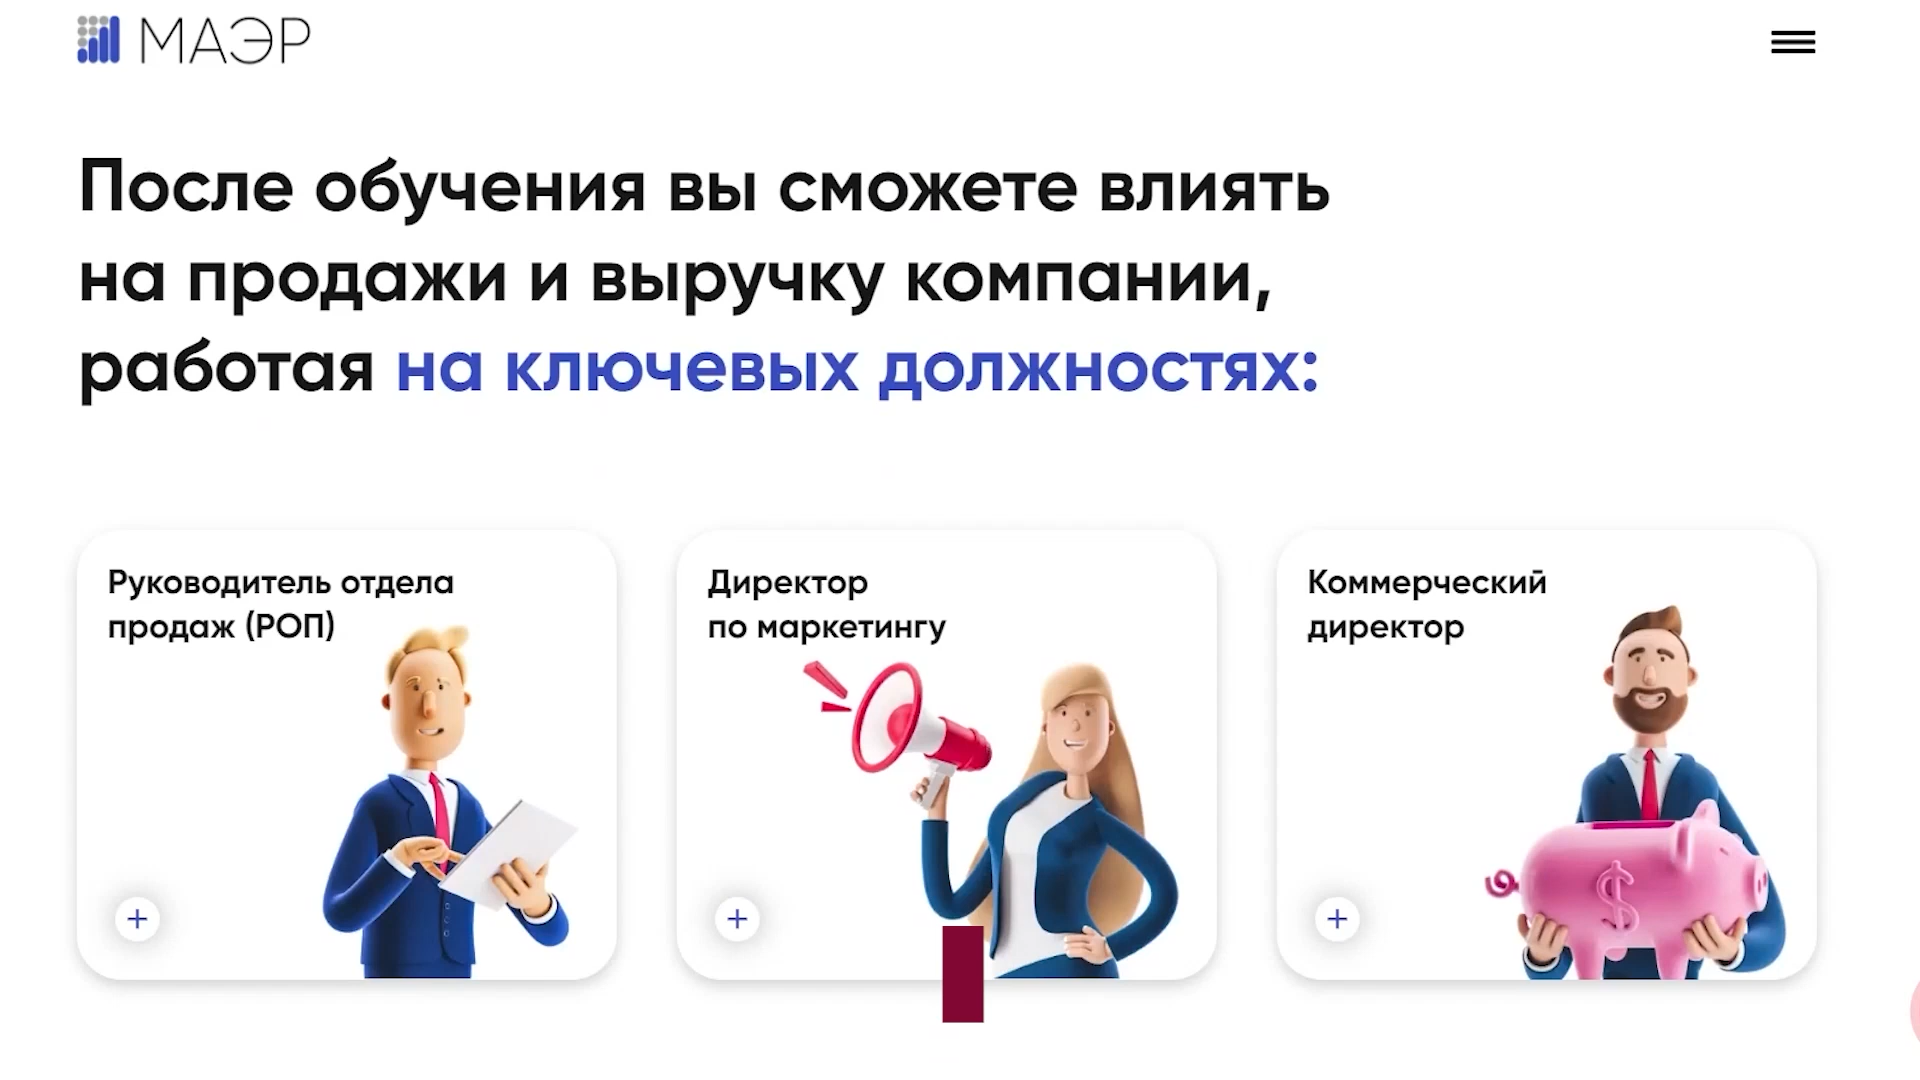 МАЭР
После обучения вы сможете влиять
на продажи и выручку компании,
работая на ключевых должностях:
Руководитель отдела
продаж (РОП)
Директор
по маркетингу
Коммерческий
директор